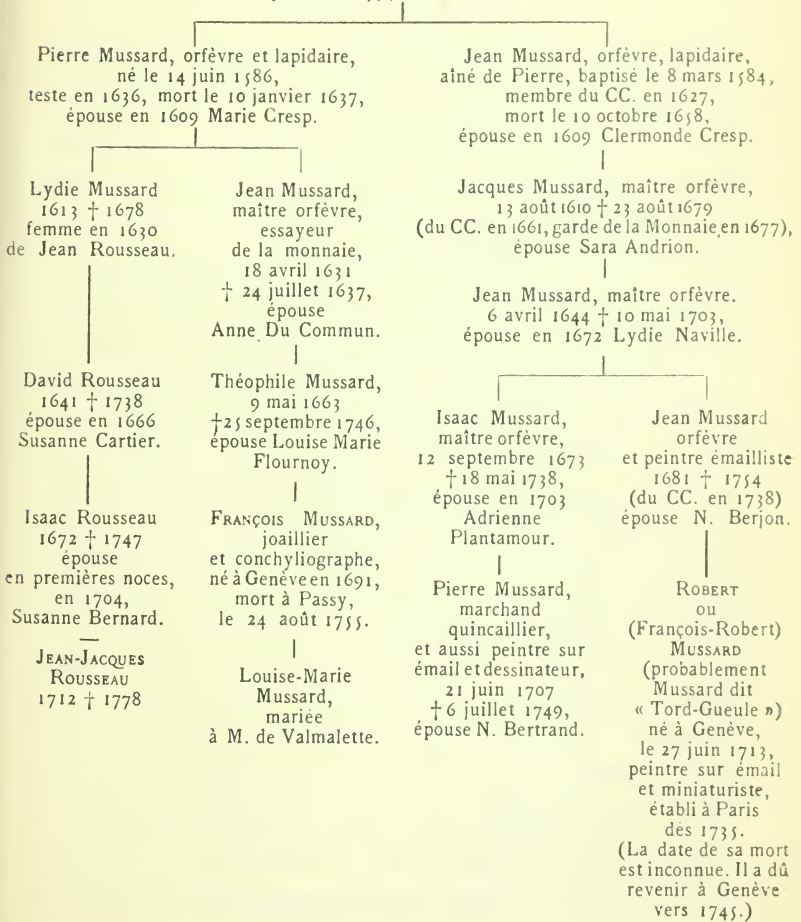 Pierre Mussard, orfèvre et lapidaire,
né le 14 juin 1586,
teste en 1636, mort le 10 janvier 1637,
épouse en 1609 Marie Cresp.
Jean Mussard, orfèvre, lapidaire,
aîné de Pierre, baptisé le 8 mars 1584,
membre du CC. en 1627,
mort le 10 octobre 1658,
épouse en 1609 Clermonde Cresp.
Lydie Mussard
1613 † 1678
femme en 1630
de Jean Rousseau.
Jean Mussard,
maître orfèvre,
essayeur
de la monnaie,
18 avril 1631
† 24 juillet 1637,
épouse
Anne Du Commun.
Jacques Mussard, maître orfèvre,
13 août 1610 † 23 août 1679
(du CC. en 1661, garde de la Monnaie en 1677),
épouse Sara Andrion.
Jean Mussard, maître orfèvre.
6 avril 1644 † 10 mai 1703,
épouse en 1672 Lydie Naville.
David Rousseau
1641 † 1738
épouse en 1666
Susanne Cartier.
Théophile Mussard,
9 mai 1663
† 25 septembre 1746,
épouse Louise Marie
Flournoy.
Isaac Mussard,
maître orfèvre,
12 septembre 1673
† 18 mai 1738,
épouse en 1703
Adrienne
Plantamour.
Jean Mussard
orfèvre
et peintre émailliste
1681 † 1754
(du CC. en 1738)
épouse N. Berjon.
Isaac Rousseau
1672 † 1747
épouse
en premières noces,
en 1704,
Susanne Bernard.
FRANÇOIS MUSSARD,
joaillier
et conchyliographe,
né à Genève en 1691,
mort à Passy,
le 24 août 1755.
Pierre Mussard,
marchand
quincaillier,
et aussi peintre sur
émail et dessinateur,
21 juin 1707
† 6 juillet 1749,
épouse N. Bertrand.
ROBERT
ou
(François-Robert)
MUSSARD
(probablement
Mussard dit
« Tord-Gueule »)
né à Genève,
le 27 juin 1713,
peintre sur émail
et miniaturiste,
établi à Paris
dès 1735.
(La date de sa mort
est inconnue. Il a dû
revenir à Genève
vers 1745.)
JEAN-JACQUES
ROUSSEAU
1712 † 1778
Louise-Marie
Mussard,
mariée
à M. de Valmalette.